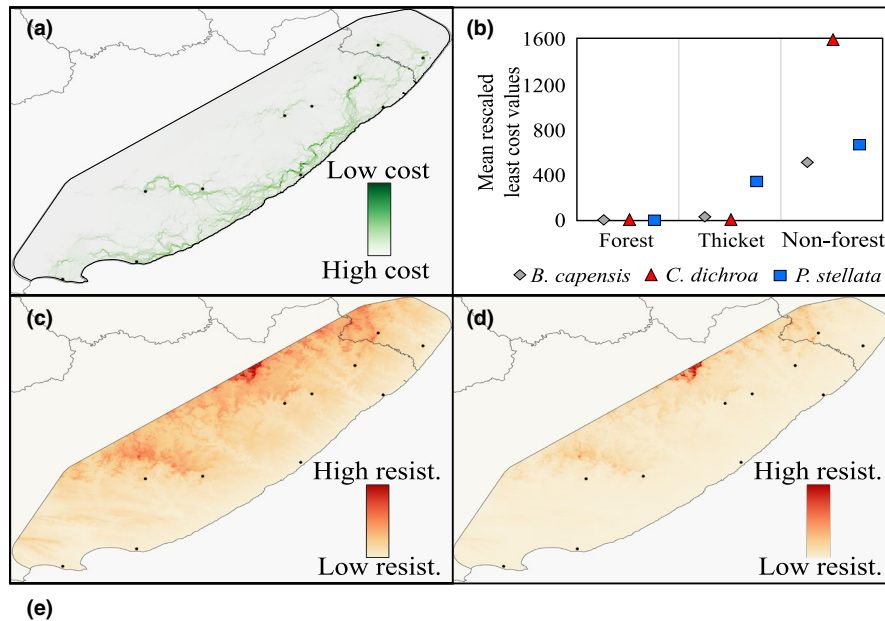 (a)
Low cost
High cost
(b)
Mean rescaled
least cost values
1600
1200
800
400
0
Forest
Thicket
Non-forest
B. capensis
C. dichroa
P. stellata
(c)
High resist.
Low resist.
(d)
High resist.
Low resist.
(e)